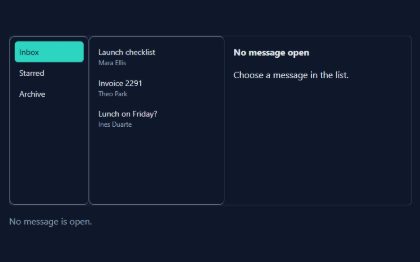 Inbox
Starred
Archive
Launch checklist
Mara Ellis
Invoice 2291
Theo Park
Lunch on Friday?
Ines Duarte
No message open
Choose a message in the list.
No message is open.